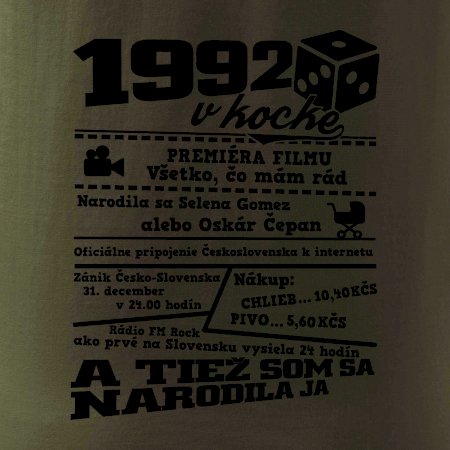 1992
v kocke
PREMIÉRA FILMU
Všetko, čo mám rád
Narodila sa Selena Gomez
alebo Oskár Čepan
Oficiálne pripojenie Československa k internetu
Zánik Česko-Slovenska
31. december
v 24.00 hodín
Nákup:
CHLIEB... 10,40KČS
PIVO... 5,60KČS
Rádio FM Rock
ako prvé na Slovensku vysiela 24 hodín
A TIEŽ SOM SA
NARODILA JA